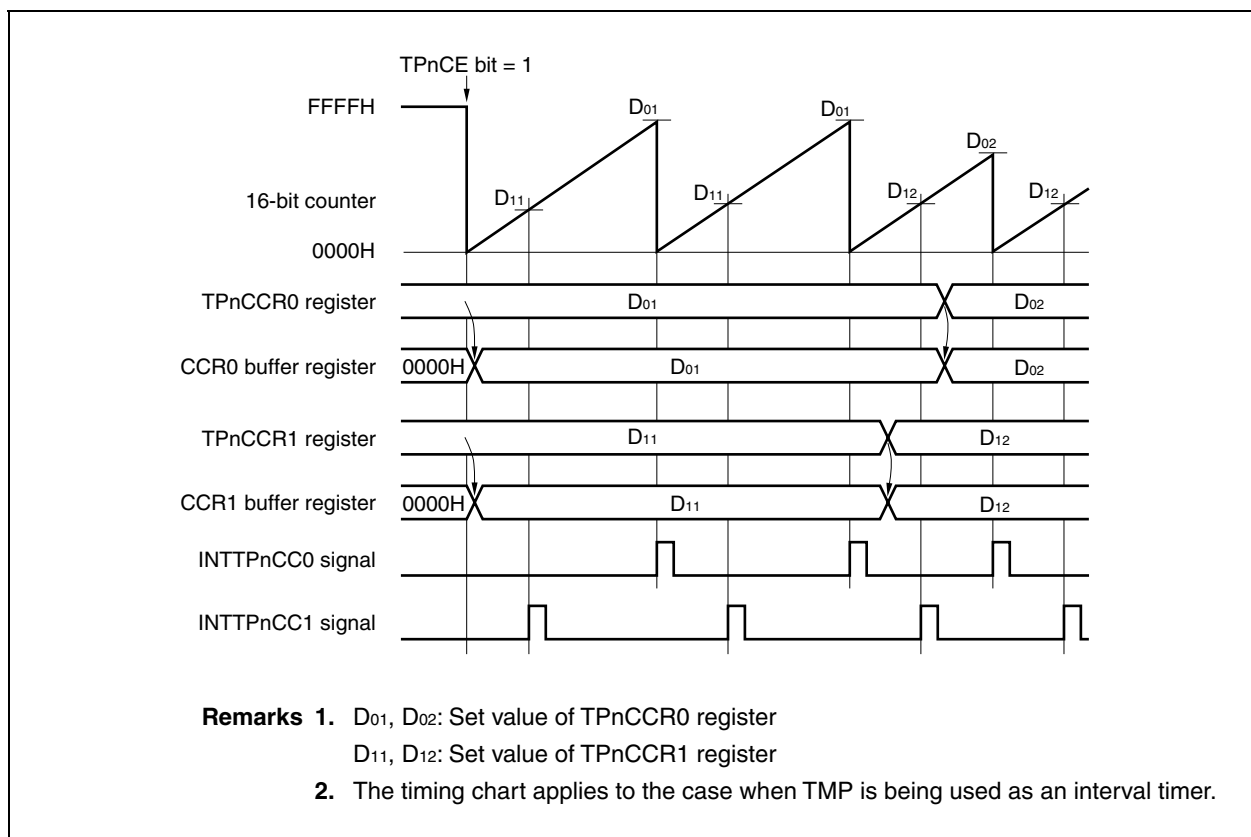 TPnCE bit = 1
FFFFH
D01 D01 D02
16-bit counter D11 D11 D12 D12
0000H
TPnCCR0 register D01 D02
CCR0 buffer register 0000H D01 D02
TPnCCR1 register D11 D12
CCR1 buffer register 0000H D11 D12
INTTPnCC0 signal
INTTPnCC1 signal
Remarks 1. D01, D02: Set value of TPnCCR0 register
D11, D12: Set value of TPnCCR1 register
2. The timing chart applies to the case when TMP is being used as an interval timer.